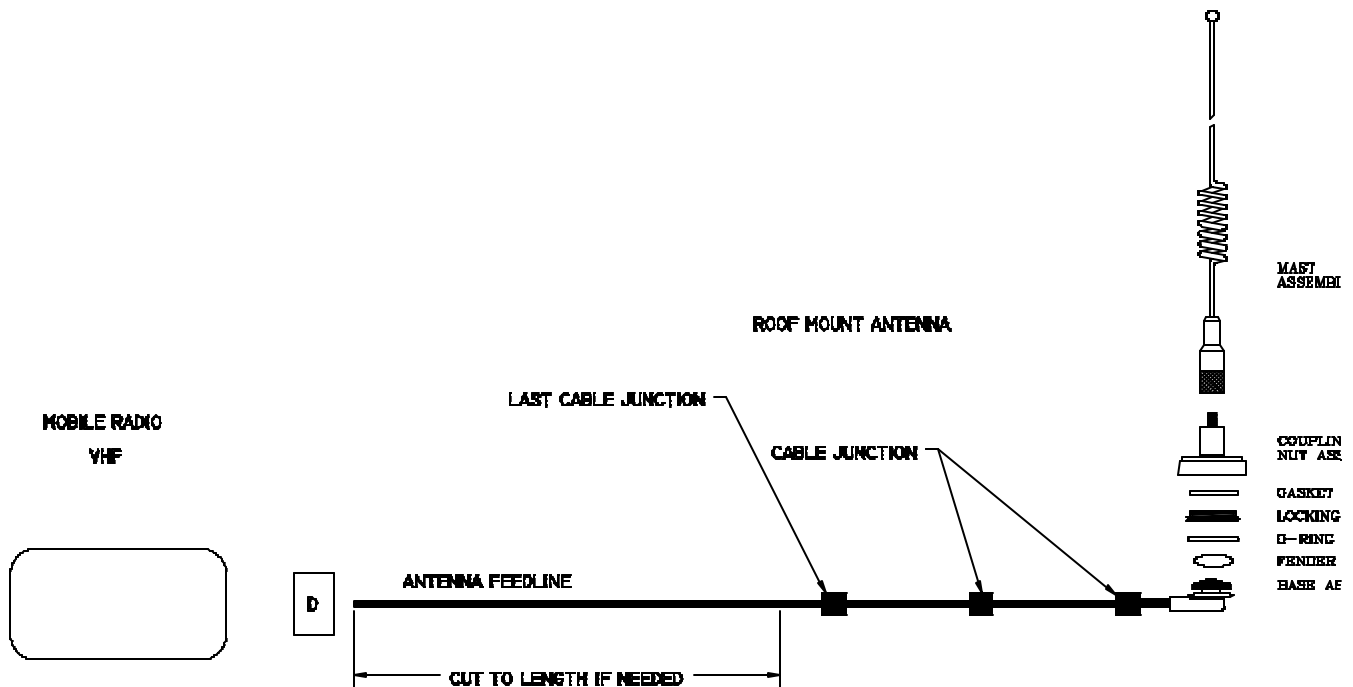 MAST
ASSEMBL
ROOF MOUNT ANTENNA
LAST CABLE JUNCTION
MOBILE RADIO
VHF
CABLE JUNCTION
COUPLIN
NUT ASS
GASKET
LOCKING
O-RING
FENDER
BASE AS
ANTENNA FEEDLINE
D
CUT TO LENGTH IF NEEDED